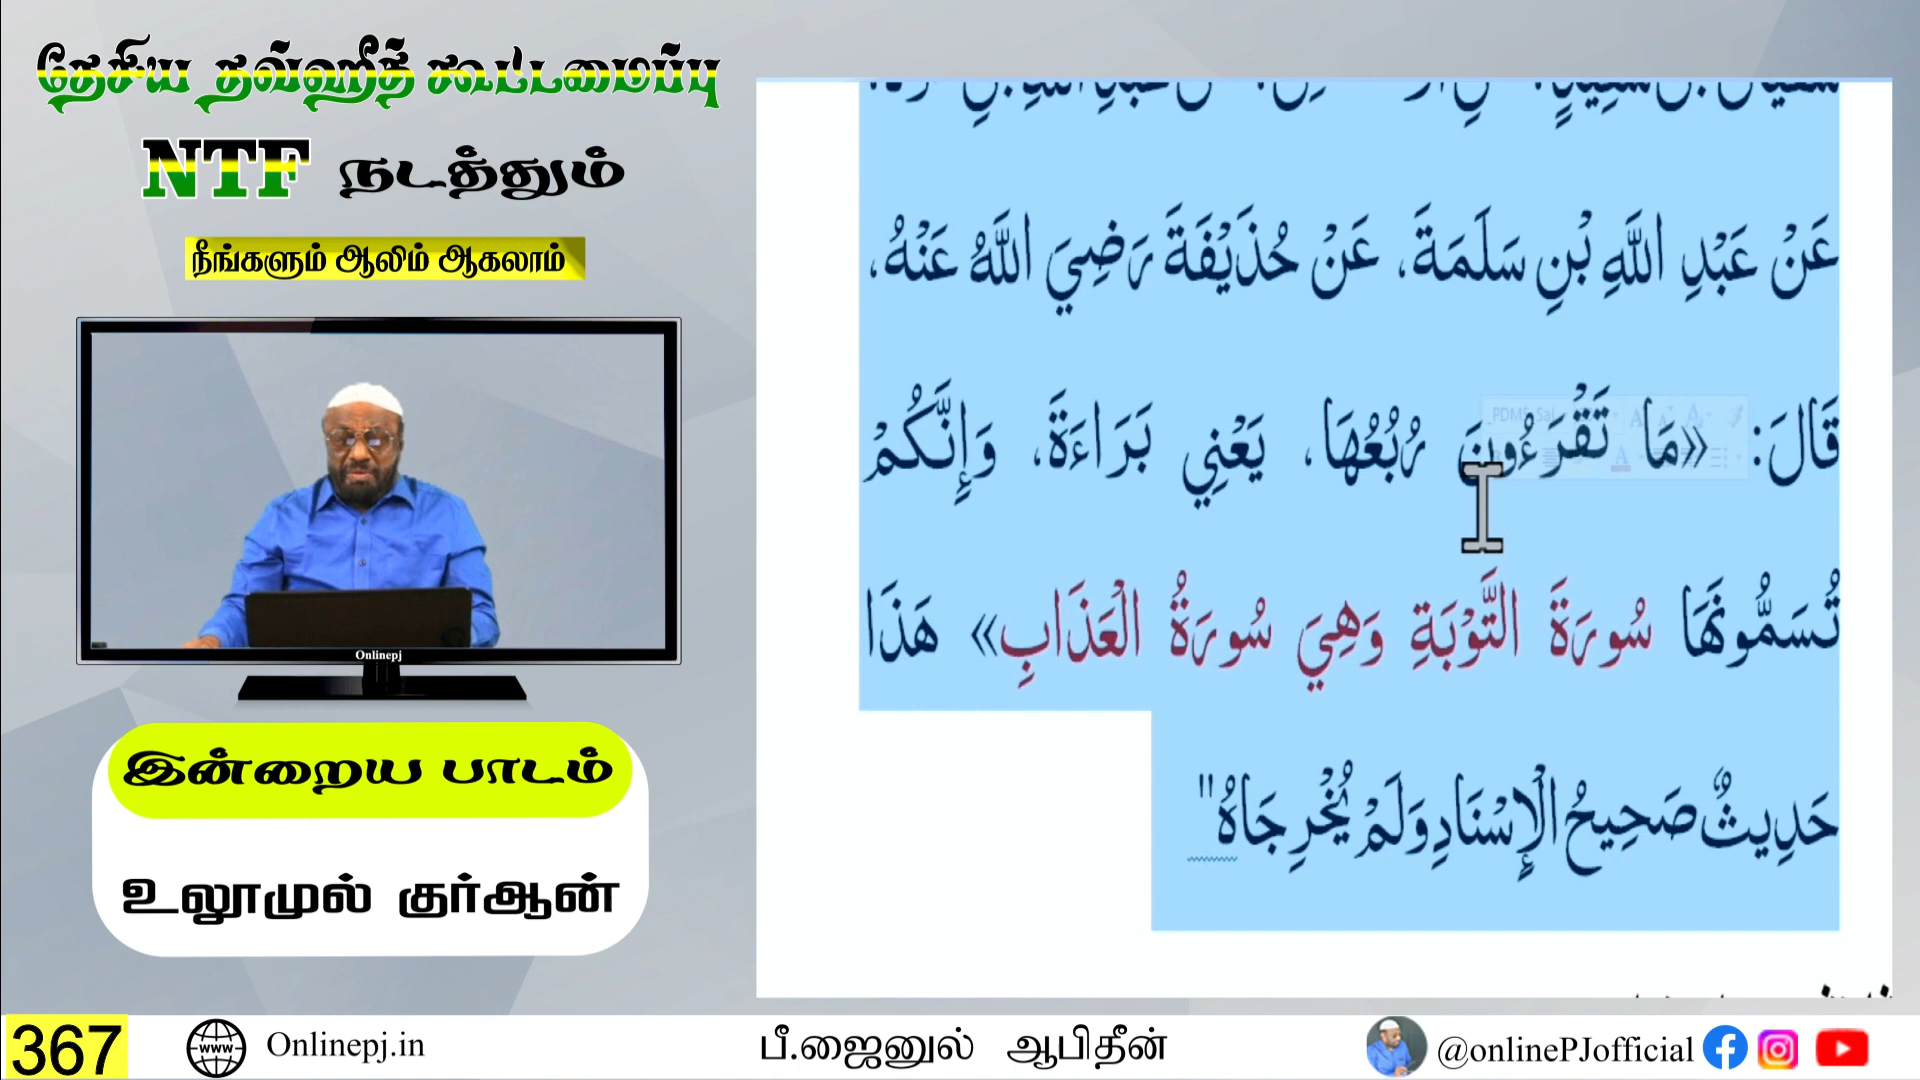 தேசிய தவ்ஹீத் கூட்டமைப்பு
NTF நடத்தும்
நீங்களும் ஆலிம் ஆகலாம்
Onlinepj
இன்றைய பாடம்
உலூமுல் குர்ஆன்
عَنْ عَبْدِ اللَّهِ بْنِ سَلَمَةَ، عَنْ حُذَيْفَةَ رَضِيَ اللَّهُ عَنْهُ،
قَالَ: «مَا تَقْرَءُونَ رُبُعَهَا، يَعْنِي بَرَاءَةَ، وَإِنَّكُمْ
تُسَمُّونَهَا سُورَةَ التَّوْبَةِ وَهِيَ سُورَةُ الْعَذَابِ» هَذَا
حَدِيثٌ صَحِيحُ الْإِسْنَادِ وَلَمْ يُخْرِجَاهُ "
367
www
Onlinepj.in
பீ.ஜைனுல் ஆபிதீன்
@onlinePJofficial